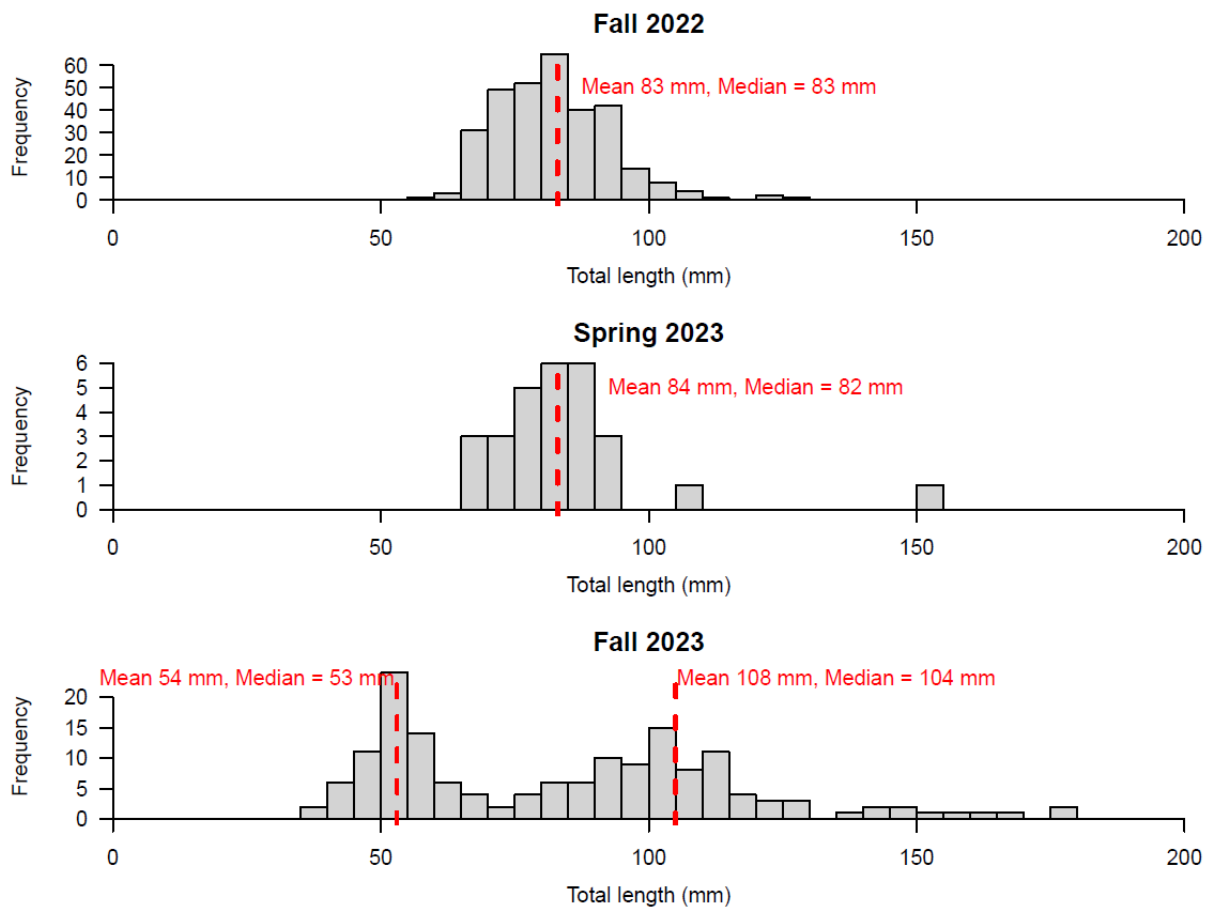 Fall 2022
Frequency
60
50
40
30
20
10
0
Mean 83 mm, Median = 83 mm
0 50 100 150 200
Total length (mm)
Spring 2023
Frequency
6
5
4
3
2
1
0
Mean 84 mm, Median = 82 mm
0 50 100 150 200
Total length (mm)
Fall 2023
Frequency
20
15
10
5
0
Mean 54 mm, Median = 53 mm
Mean 108 mm, Median = 104 mm
0 50 100 150 200
Total length (mm)